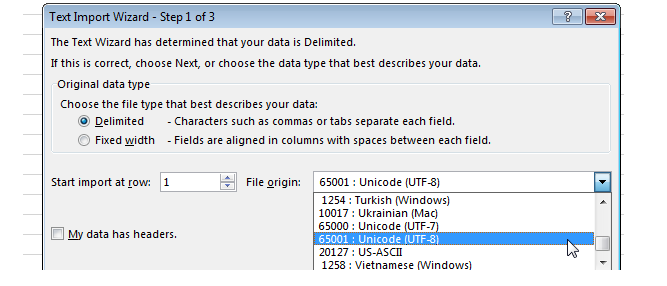 Text Import Wizard - Step 1 of 3
The Text Wizard has determined that your data is Delimited.
If this is correct, choose Next, or choose the data type that best describes your data.
Original data type
Choose the file type that best describes your data:
Delimited - Characters such as commas or tabs separate each field.
Fixed width - Fields are aligned in columns with spaces between each field.
Start import at row: 1 File origin: 65001 : Unicode (UTF-8)
1254 : Turkish (Windows)
10017 : Ukrainian (Mac)
65000 : Unicode (UTF-7)
My data has headers.
65001 : Unicode (UTF-8)
20127 : US-ASCII
1258 : Vietnamese (Windows)